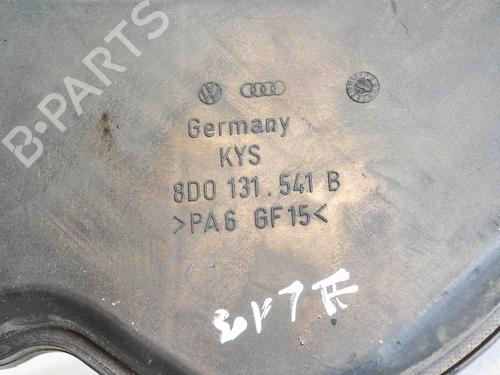 B-PARTS
Germany
KYS
8D0 131.541 B
>PA6 GF15<